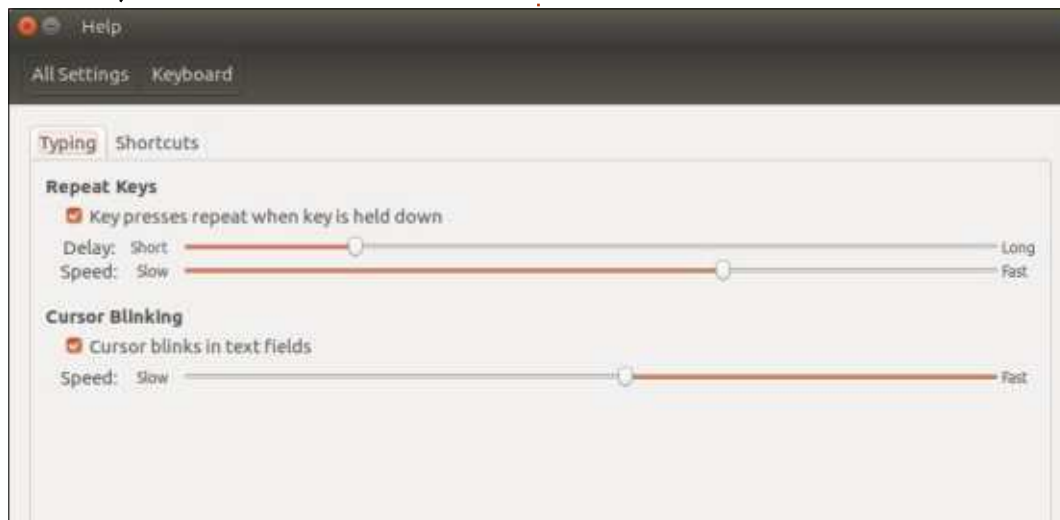 Help
All Settings Keyboard
Typing Shortcuts
Repeat Keys
Key presses repeat when key is held down
Delay: Short Long
Speed: Slow Fast
Cursor Blinking
Cursor blinks in text fields
Speed: Slow Fast